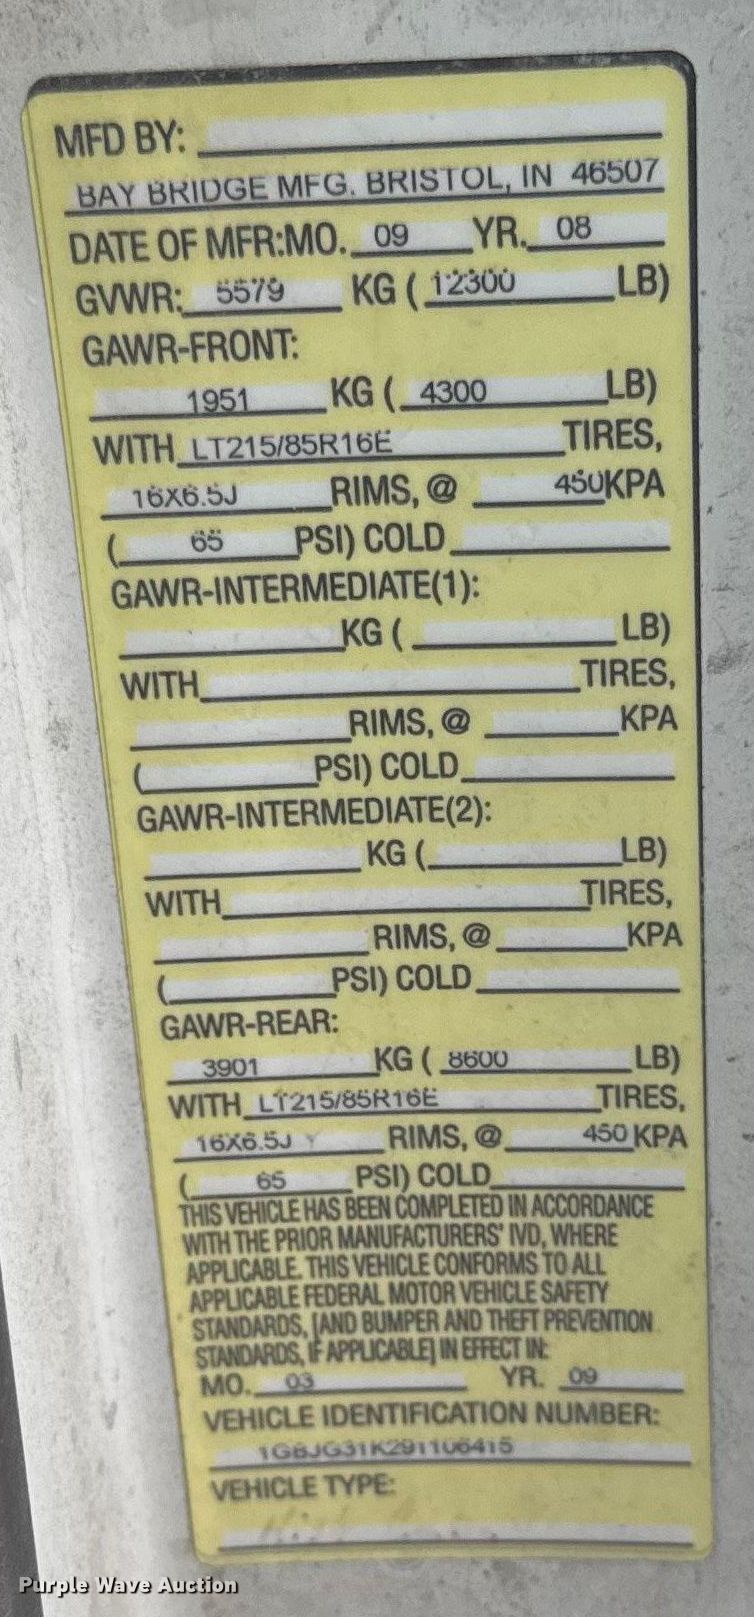 MFD BY:
BAY BRIDGE MFG. BRISTOL, IN 46507
DATE OF MFR:MO. 09 YR. 08
GVWR: 5579 KG ( 12300 LB)
GAWR-FRONT:
1951 KG ( 4300 LB)
WITH LT215/85R16E TIRES,
16X6.5J RIMS, @ 450KPA
( 65 PSI) COLD
GAWR-INTERMEDIATE(1):
KG ( LB)
WITH TIRES,
RIMS, @ KPA
( PSI) COLD
GAWR-INTERMEDIATE(2):
KG ( LB)
WITH TIRES,
RIMS, @ KPA
( PSI) COLD
GAWR-REAR:
3901 KG ( 8600 LB)
WITH LT215/85R16E TIRES,
16X6.5J RIMS, @ 450 KPA
( 65 PSI) COLD
THIS VEHICLE HAS BEEN COMPLETED IN ACCORDANCE
WITH THE PRIOR MANUFACTURERS' IVD, WHERE
APPLICABLE. THIS VEHICLE CONFORMS TO ALL
APPLICABLE FEDERAL MOTOR VEHICLE SAFETY
STANDARDS, [AND BUMPER AND THEFT PREVENTION
STANDARDS, IF APPLICABLE] IN EFFECT IN:
MO. 03 YR. 09
VEHICLE IDENTIFICATION NUMBER:
1GBJG31K291106415
VEHICLE TYPE:
Purple Wave Auction